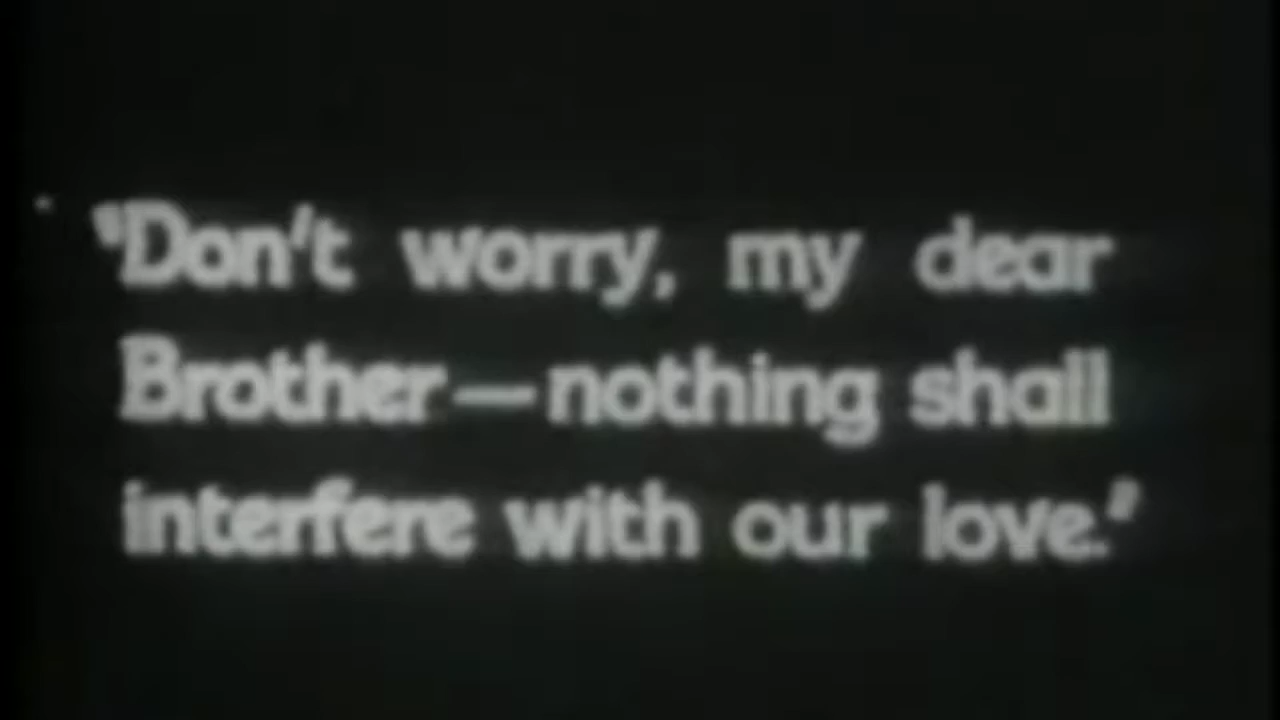 "Don't worry, my dear
Brother—nothing shall
interfere with our love."